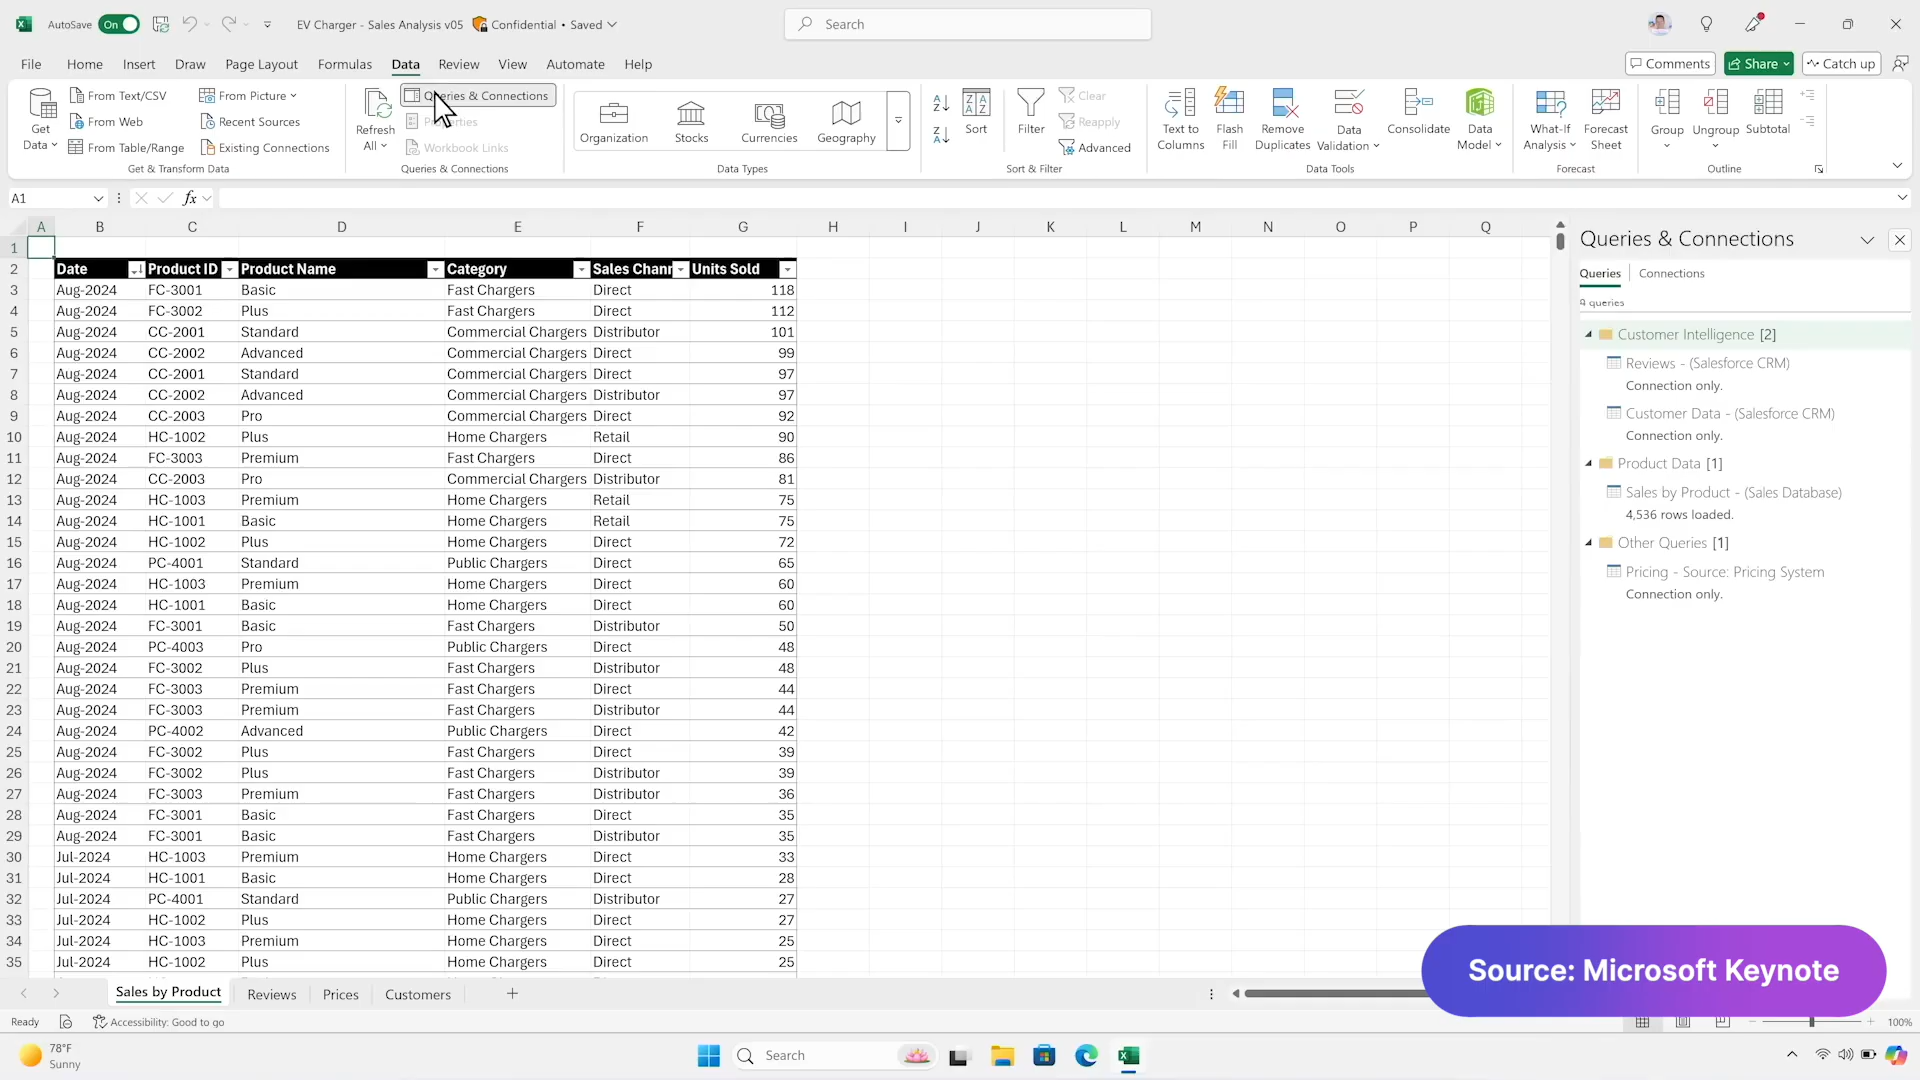 AutoSave On EV Charger - Sales Analysis v05 Confidential • Saved Search
File Home Insert Draw Page Layout Formulas Data Review View Automate Help Comments Share Catch up
Get Data From Text/CSV From Web From Table/Range From Picture Recent Sources Existing Connections
Get & Transform Data
Refresh All Queries & Connections Properties Workbook Links
Queries & Connections
Organization Stocks Currencies Geography
Data Types
Sort Filter Clear Reapply Advanced
Sort & Filter
Text to Columns Flash Fill Remove Duplicates Data Validation Consolidate Data Model
Data Tools
What-If Analysis Forecast Sheet
Forecast
Group Ungroup Subtotal
Outline
A1 fx
A B C D E F G H I J K L M N O P Q
1
2 Date Product ID Product Name Category Sales Chann Units Sold
3 Aug-2024 FC-3001 Basic Fast Chargers Direct 118
4 Aug-2024 FC-3002 Plus Fast Chargers Direct 112
5 Aug-2024 CC-2001 Standard Commercial Chargers Distributor 101
6 Aug-2024 CC-2002 Advanced Commercial Chargers Direct 99
7 Aug-2024 CC-2001 Standard Commercial Chargers Direct 97
8 Aug-2024 CC-2002 Advanced Commercial Chargers Distributor 97
9 Aug-2024 CC-2003 Pro Commercial Chargers Direct 92
10 Aug-2024 HC-1002 Plus Home Chargers Retail 90
11 Aug-2024 FC-3003 Premium Fast Chargers Direct 86
12 Aug-2024 CC-2003 Pro Commercial Chargers Distributor 81
13 Aug-2024 HC-1003 Premium Home Chargers Retail 75
14 Aug-2024 HC-1001 Basic Home Chargers Retail 75
15 Aug-2024 HC-1002 Plus Home Chargers Direct 72
16 Aug-2024 PC-4001 Standard Public Chargers Direct 65
17 Aug-2024 HC-1003 Premium Home Chargers Direct 60
18 Aug-2024 HC-1001 Basic Home Chargers Direct 60
19 Aug-2024 FC-3001 Basic Fast Chargers Distributor 50
20 Aug-2024 PC-4003 Pro Public Chargers Direct 48
21 Aug-2024 FC-3002 Plus Fast Chargers Distributor 48
22 Aug-2024 FC-3003 Premium Fast Chargers Direct 44
23 Aug-2024 FC-3003 Premium Fast Chargers Distributor 44
24 Aug-2024 PC-4002 Advanced Public Chargers Direct 42
25 Aug-2024 FC-3002 Plus Fast Chargers Direct 39
26 Aug-2024 FC-3002 Plus Fast Chargers Distributor 39
27 Aug-2024 FC-3003 Premium Fast Chargers Distributor 36
28 Aug-2024 FC-3001 Basic Fast Chargers Direct 35
29 Aug-2024 FC-3001 Basic Fast Chargers Distributor 35
30 Jul-2024 HC-1003 Premium Home Chargers Direct 33
31 Jul-2024 HC-1001 Basic Home Chargers Direct 28
32 Jul-2024 PC-4001 Standard Public Chargers Distributor 27
33 Jul-2024 HC-1002 Plus Home Chargers Direct 27
34 Jul-2024 HC-1003 Premium Home Chargers Direct 25
35 Jul-2024 HC-1002 Plus Home Chargers Direct 25
Queries & Connections
Queries Connections
queries
Customer Intelligence [2]
Reviews - (Salesforce CRM)
Connection only.
Customer Data - (Salesforce CRM)
Connection only.
Product Data [1]
Sales by Product - (Sales Database)
4,536 rows loaded.
Other Queries [1]
Pricing - Source: Pricing System
Connection only.
Source: Microsoft Keynote
Sales by Product Reviews Prices Customers
Ready Accessibility: Good to go 100%
78°F
Sunny
Search